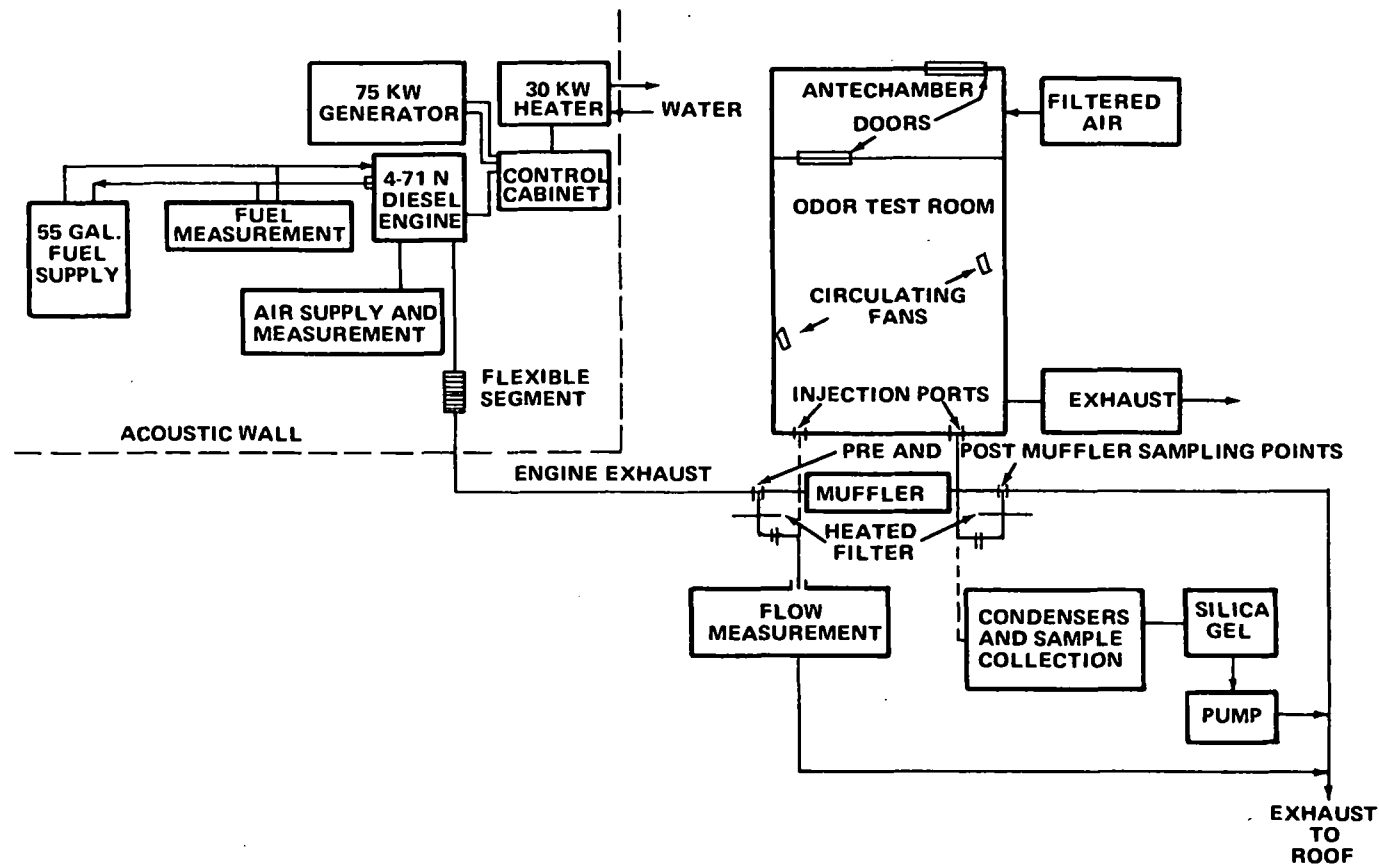 75 KW
GENERATOR
30 KW
HEATER
WATER
4-71 N
DIESEL
ENGINE
CONTROL
CABINET
55 GAL.
FUEL
SUPPLY
FUEL
MEASUREMENT
AIR SUPPLY AND
MEASUREMENT
FLEXIBLE
SEGMENT
ACOUSTIC WALL
ANTECHAMBER
DOORS
FILTERED
AIR
ODOR TEST ROOM
CIRCULATING
FANS
INJECTION PORTS
EXHAUST
PRE AND POST MUFFLER SAMPLING POINTS
ENGINE EXHAUST
MUFFLER
HEATED
FILTER
FLOW
MEASUREMENT
CONDENSERS
AND SAMPLE
COLLECTION
SILICA
GEL
PUMP
EXHAUST
TO
ROOF